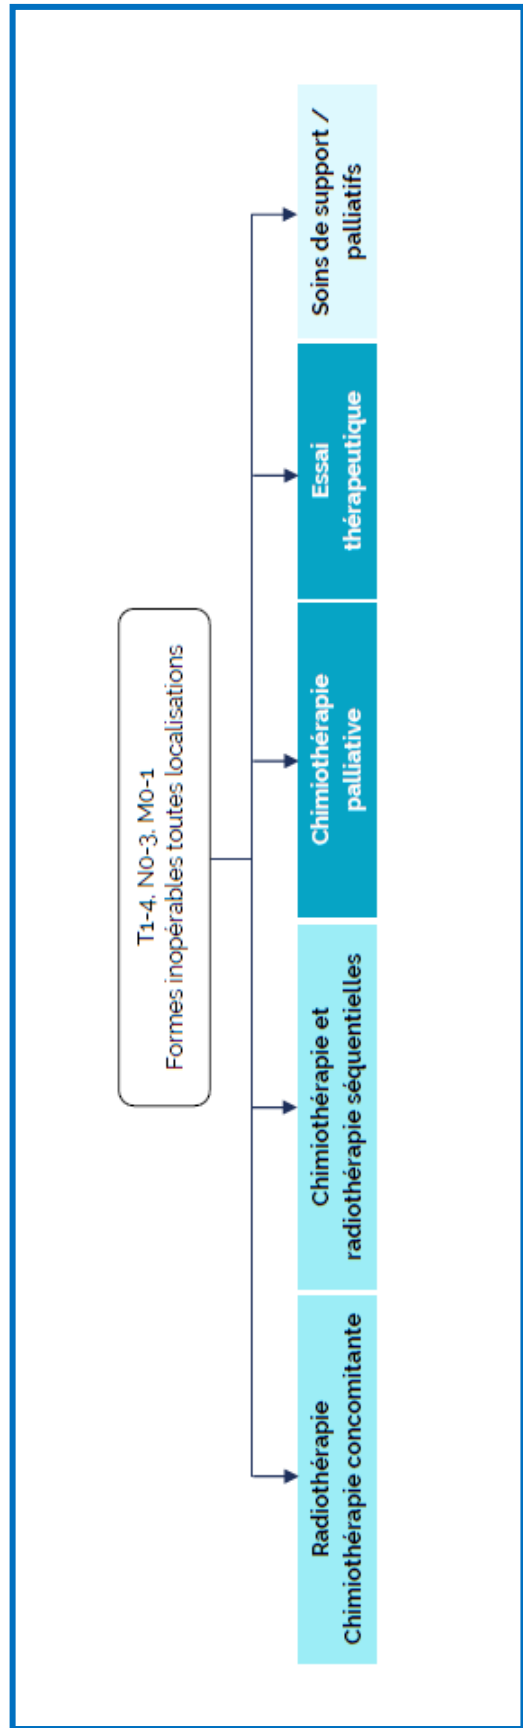 T1-4, N0-3, M0-1
Formes inopérables toutes localisations
Radiothérapie
Chimiothérapie concomitante
Chimiothérapie et
radiothérapie séquentielles
Chimiothérapie
palliative
Essai
thérapeutique
Soins de support /
palliatifs